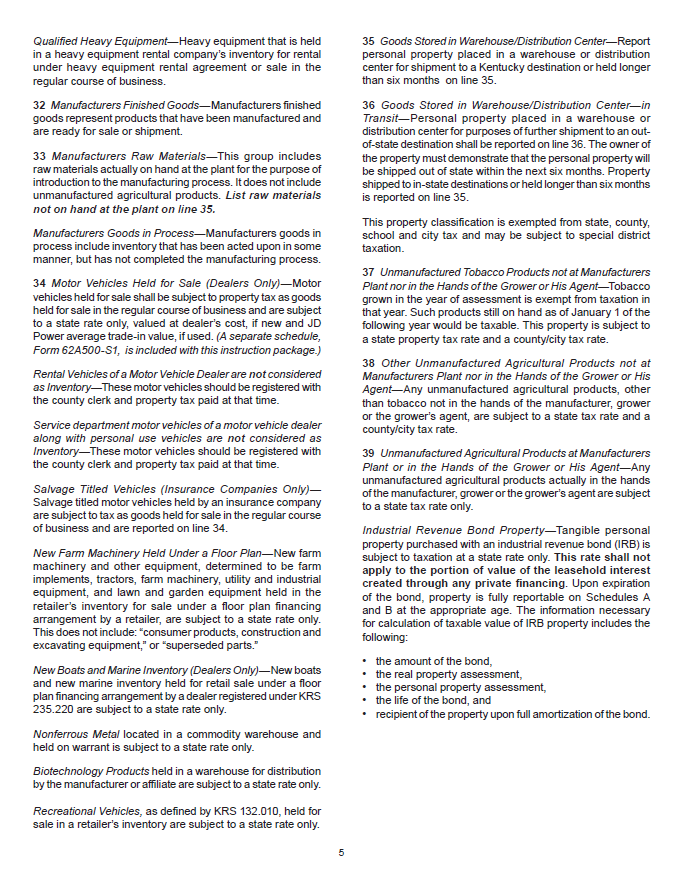 Qualified Heavy Equipment—Heavy equipment that is held
in a heavy equipment rental company's inventory for rental
under heavy equipment rental agreement or sale in the
regular course of business.
32 Manufacturers Finished Goods—Manufacturers finished
goods represent products that have been manufactured and
are ready for sale or shipment.
33 Manufacturers Raw Materials—This group includes
raw materials actually on hand at the plant for the purpose of
introduction to the manufacturing process. It does not include
unmanufactured agricultural products. List raw materials
not on hand at the plant on line 35.
Manufacturers Goods in Process—Manufacturers goods in
process include inventory that has been acted upon in some
manner, but has not completed the manufacturing process.
34 Motor Vehicles Held for Sale (Dealers Only)—Motor
vehicles held for sale shall be subject to property tax as goods
held for sale in the regular course of business and are subject
to a state rate only, valued at dealer's cost, if new and JD
Power average trade-in value, if used. (A separate schedule,
Form 62A500-S1, is included with this instruction package.)
Rental Vehicles of a Motor Vehicle Dealer are not considered
as Inventory—These motor vehicles should be registered with
the county clerk and property tax paid at that time.
Service department motor vehicles of a motor vehicle dealer
along with personal use vehicles are not considered as
Inventory—These motor vehicles should be registered with
the county clerk and property tax paid at that time.
Salvage Titled Vehicles (Insurance Companies Only)—
Salvage titled motor vehicles held by an insurance company
are subject to tax as goods held for sale in the regular course
of business and are reported on line 34.
New Farm Machinery Held Under a Floor Plan—New farm
machinery and other equipment, determined to be farm
implements, tractors, farm machinery, utility and industrial
equipment, and lawn and garden equipment held in the
retailer's inventory for sale under a floor plan financing
arrangement by a retailer, are subject to a state rate only.
This does not include: “consumer products, construction and
excavating equipment,” or “superseded parts.”
New Boats and Marine Inventory (Dealers Only)—New boats
and new marine inventory held for retail sale under a floor
plan financing arrangement by a dealer registered under KRS
235.220 are subject to a state rate only.
Nonferrous Metal located in a commodity warehouse and
held on warrant is subject to a state rate only.
Biotechnology Products held in a warehouse for distribution
by the manufacturer or affiliate are subject to a state rate only.
Recreational Vehicles, as defined by KRS 132.010, held for
sale in a retailer's inventory are subject to a state rate only.
35 Goods Stored in Warehouse/Distribution Center—Report
personal property placed in a warehouse or distribution
center for shipment to a Kentucky destination or held longer
than six months on line 35.
36 Goods Stored in Warehouse/Distribution Center—in
Transit—Personal property placed in a warehouse or
distribution center for purposes of further shipment to an out-
of-state destination shall be reported on line 36. The owner of
the property must demonstrate that the personal property will
be shipped out of state within the next six months. Property
shipped to in-state destinations or held longer than six months
is reported on line 35.
This property classification is exempted from state, county,
school and city tax and may be subject to special district
taxation.
37 Unmanufactured Tobacco Products not at Manufacturers
Plant nor in the Hands of the Grower or His Agent—Tobacco
grown in the year of assessment is exempt from taxation in
that year. Such products still on hand as of January 1 of the
following year would be taxable. This property is subject to
a state property tax rate and a county/city tax rate.
38 Other Unmanufactured Agricultural Products not at
Manufacturers Plant nor in the Hands of the Grower or His
Agent—Any unmanufactured agricultural products, other
than tobacco not in the hands of the manufacturer, grower
or the grower's agent, are subject to a state tax rate and a
county/city tax rate.
39 Unmanufactured Agricultural Products at Manufacturers
Plant or in the Hands of the Grower or His Agent—Any
unmanufactured agricultural products actually in the hands
of the manufacturer, grower or the grower's agent are subject
to a state tax rate only.
Industrial Revenue Bond Property—Tangible personal
property purchased with an industrial revenue bond (IRB) is
subject to taxation at a state rate only. This rate shall not
apply to the portion of value of the leasehold interest
created through any private financing. Upon expiration
of the bond, property is fully reportable on Schedules A
and B at the appropriate age. The information necessary
for calculation of taxable value of IRB property includes the
following:
• the amount of the bond,
• the real property assessment,
• the personal property assessment,
• the life of the bond, and
• recipient of the property upon full amortization of the bond.
5